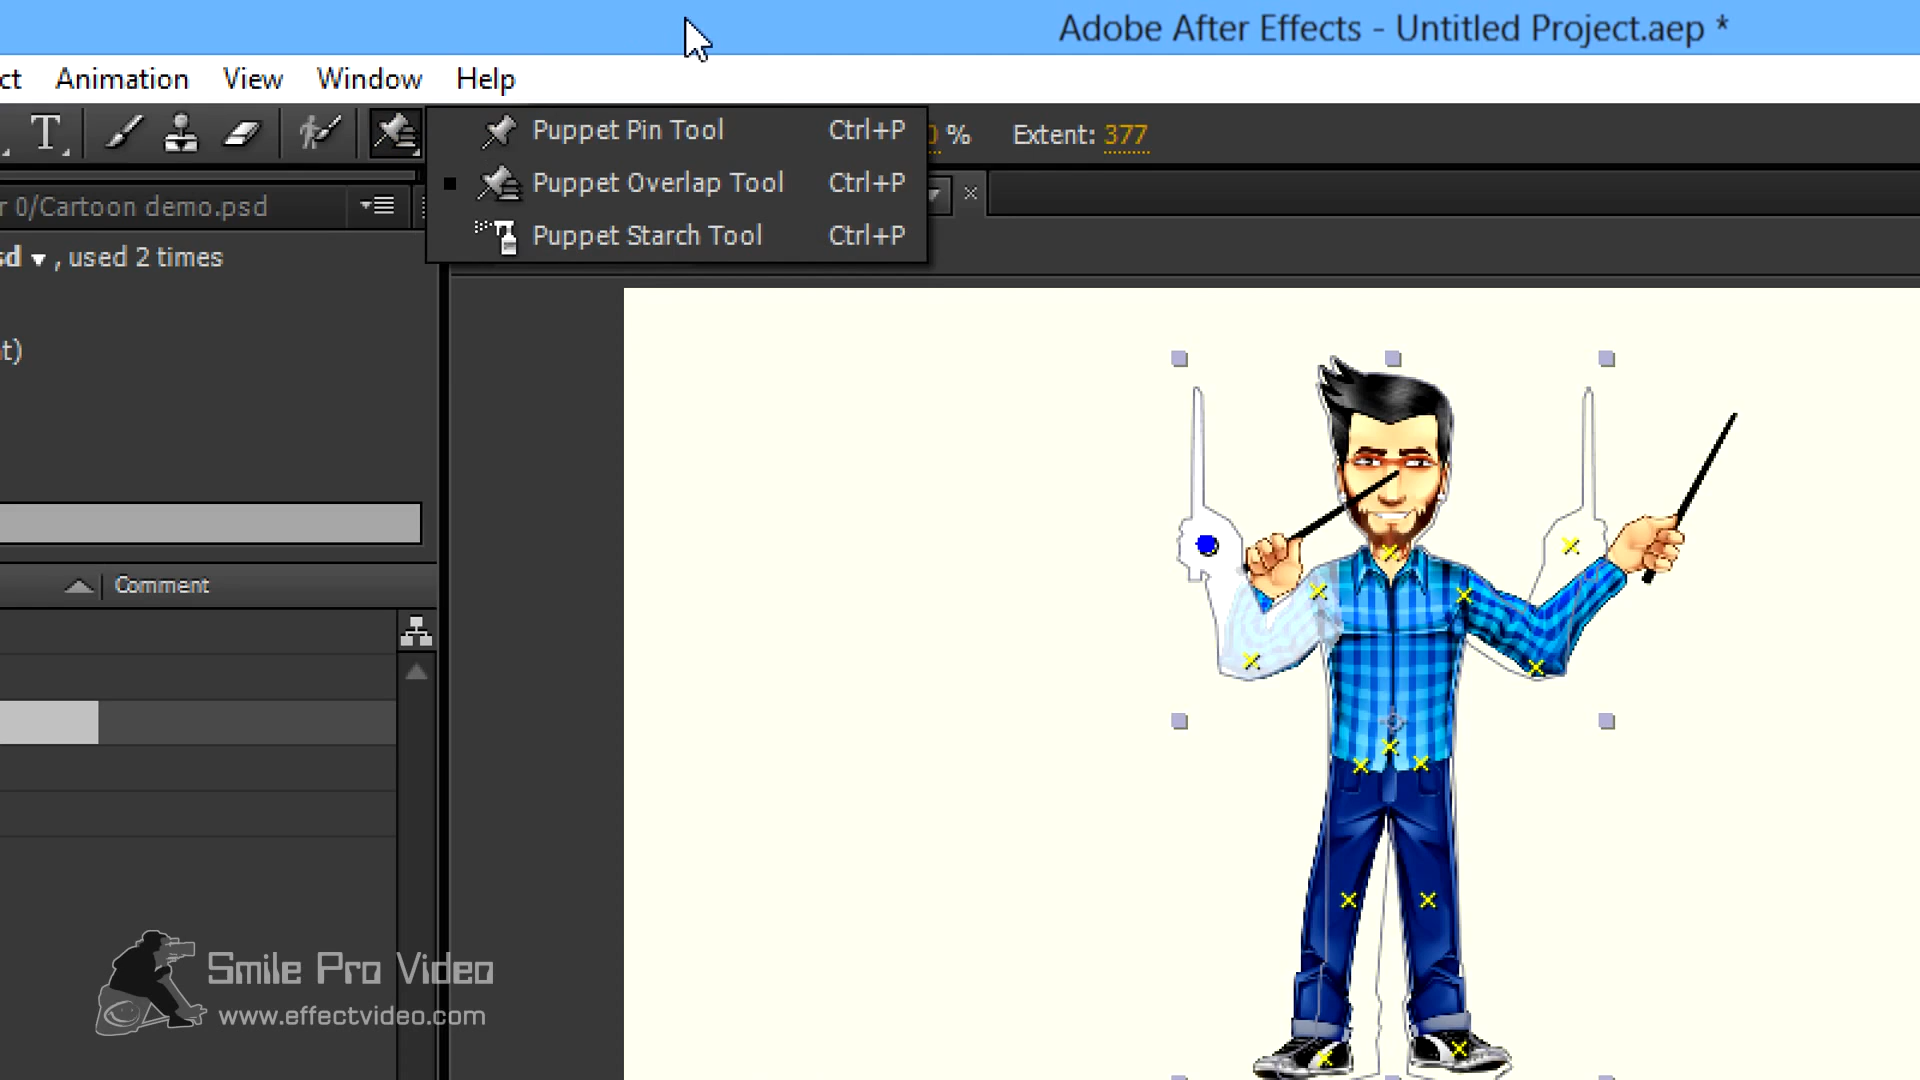 Adobe After Effects - Untitled Project.aep *
ct Animation View Window Help
T
Puppet Pin Tool Ctrl+P
0 % Extent: 377
Puppet Overlap Tool Ctrl+P
Puppet Starch Tool Ctrl+P
r 0/Cartoon demo.psd
sd ▼ , used 2 times
t)
Comment
Smile Pro Video
www.effectvideo.com